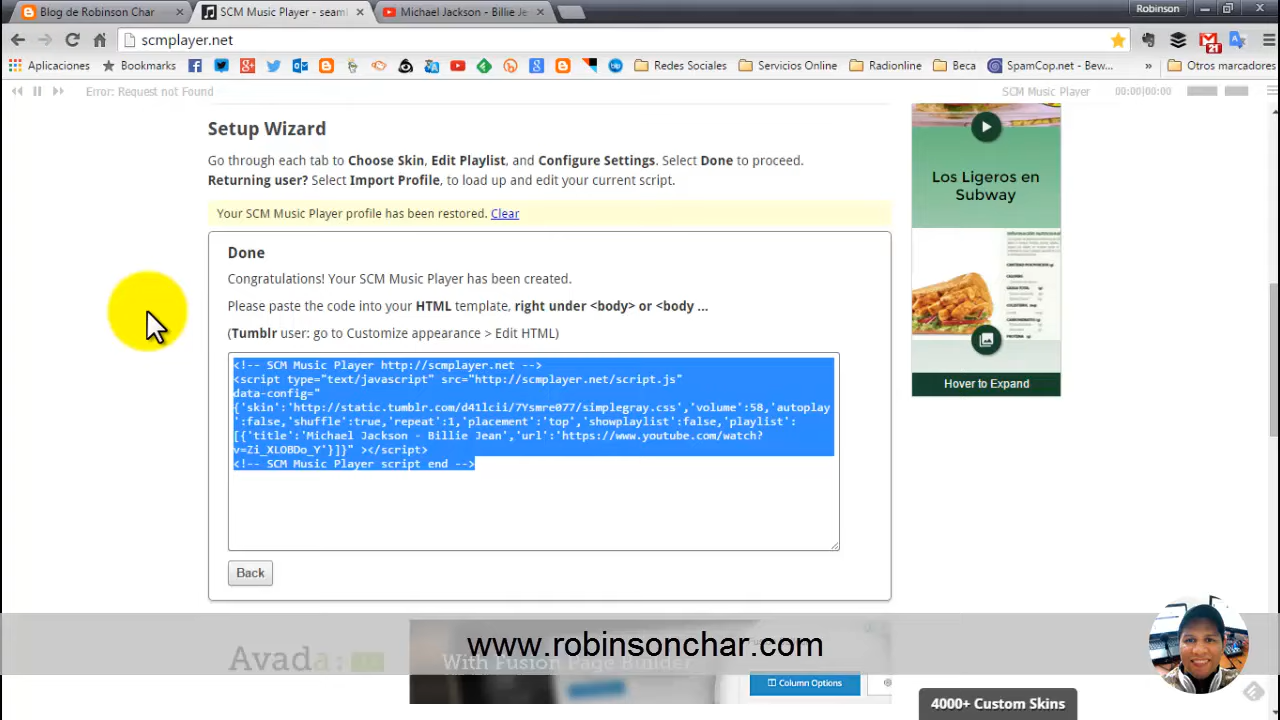 Blog de Robinson Char
SCM Music Player - seaml
Michael Jackson - Billie Je
Robinson
scmplayer.net
21
Aplicaciones
Bookmarks
Redes Sociales
Servicios Online
Radionline
Beca
SpamCop.net - Bew...
»
Otros marcadores
Error: Request not Found
SCM Music Player
00:00|00:00
Setup Wizard
Go through each tab to Choose Skin, Edit Playlist, and Configure Settings. Select Done to proceed.
Returning user? Select Import Profile, to load up and edit your current script.
Your SCM Music Player profile has been restored. Clear
Done
Congratulations! Your SCM Music Player has been created.
Please paste the code into your HTML template, right under <body> or <body ...
(Tumblr users, go to Customize appearance > Edit HTML)
<!-- SCM Music Player http://scmplayer.net -->
<script type="text/javascript" src="http://scmplayer.net/script.js"
data-config="
{'skin':'http://static.tumblr.com/d41lcii/7Ysmre077/simplegray.css','volume':58,'autoplay
':false,'shuffle':true,'repeat':1,'placement':'top','showplaylist':false,'playlist':
[{'title':'Michael Jackson - Billie Jean','url':'https://www.youtube.com/watch?
v=Zi_XLOBDo_Y'}]}" ></script>
<!-- SCM Music Player script end -->
Back
Los Ligeros en
Subway
Hover to Expand
Avada:
With Fusion Page Builder
Column Options
www.robinsonchar.com
4000+ Custom Skins